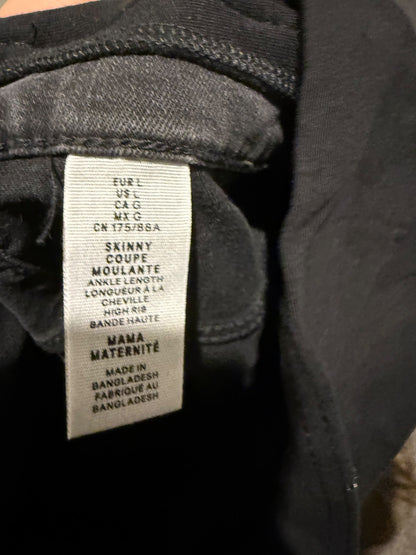 EUR L
US L
CA G
MX G
CN 175/88A
SKINNY
COUPE
MOULANTE
ANKLE LENGTH
LONGUEUR À LA
CHEVILLE
HIGH RIB
BANDE HAUTE
MAMA
MATERNITÉ
MADE IN
BANGLADESH
FABRIQUÉ AU
BANGLADESH